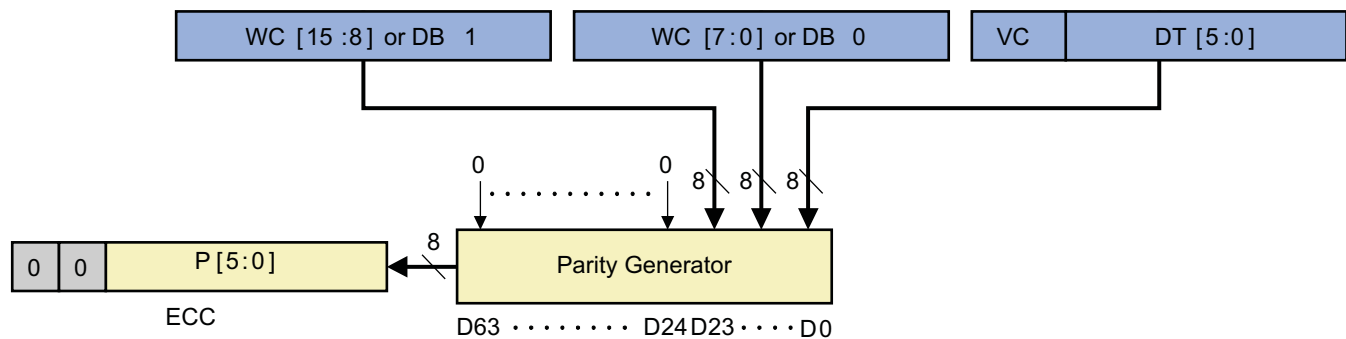 WC [15:8] or DB 1
WC [7:0] or DB 0
VC
DT [5:0]
0
0
8
8
8
0
0
P[5:0]
8
Parity Generator
ECC
D63 ········ D24 D23 ····· D0